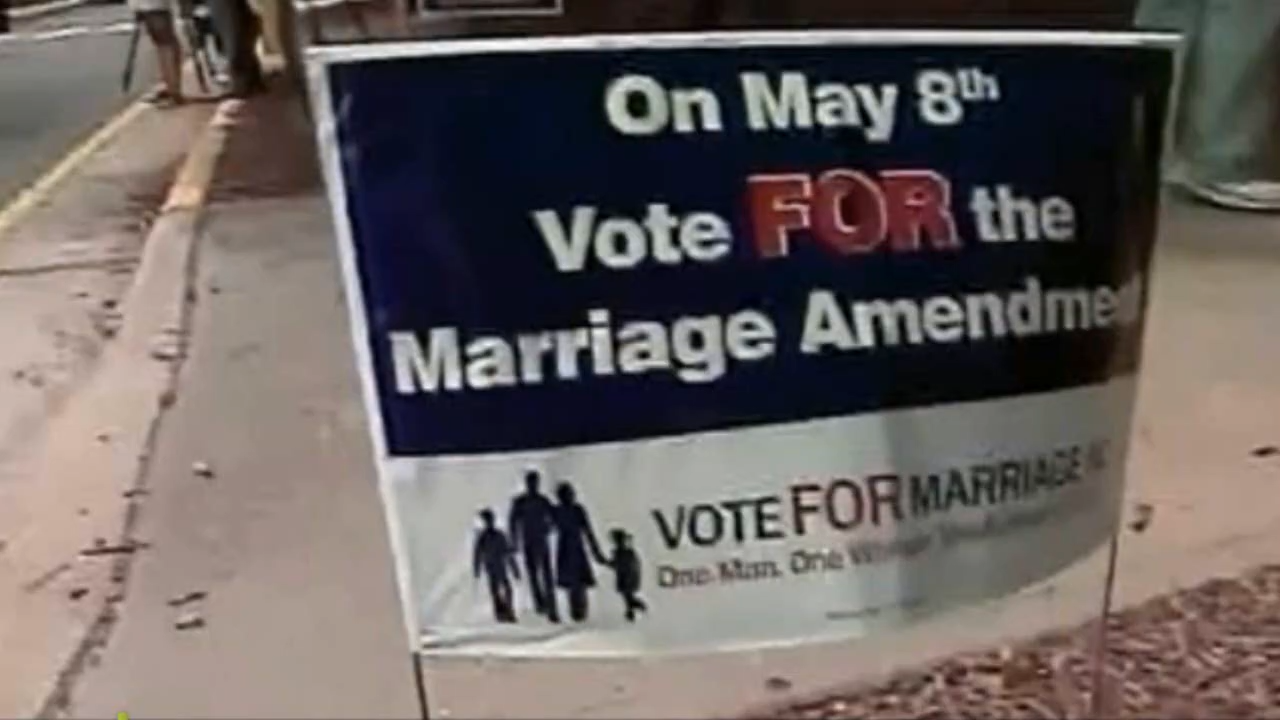 On May 8th
Vote FOR the
Marriage Amendme
VOTE FOR MARRIAGE
One Man. One